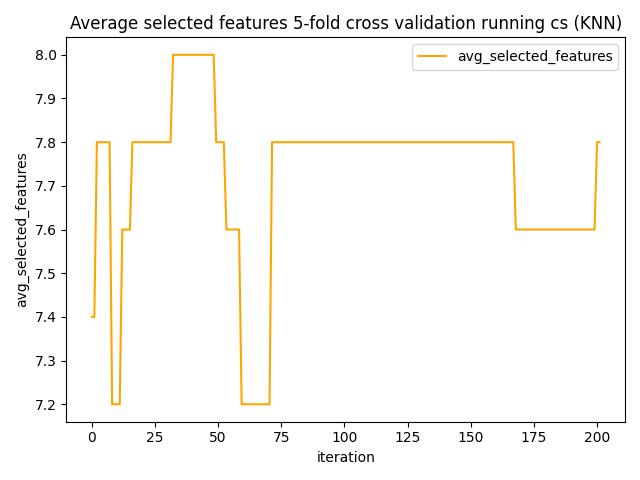 Average selected features 5-fold cross validation running cs (KNN)
avg_selected_features
8.0
7.9
7.8
7.7
7.6
7.5
7.4
7.3
7.2
avg_selected_features
0 25 50 75 100 125 150 175 200
iteration